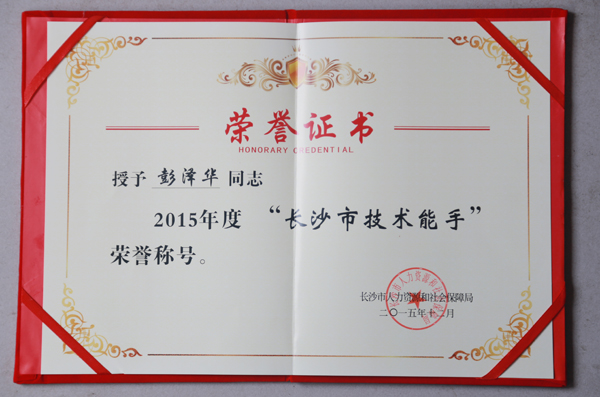 荣誉证书
HONORARY CREDENTIAL
授予 彭泽华 同志
2015年度 “长沙市技术能手”
荣誉称号。
长沙市人力资源和社会保障局
二〇一五年十二月